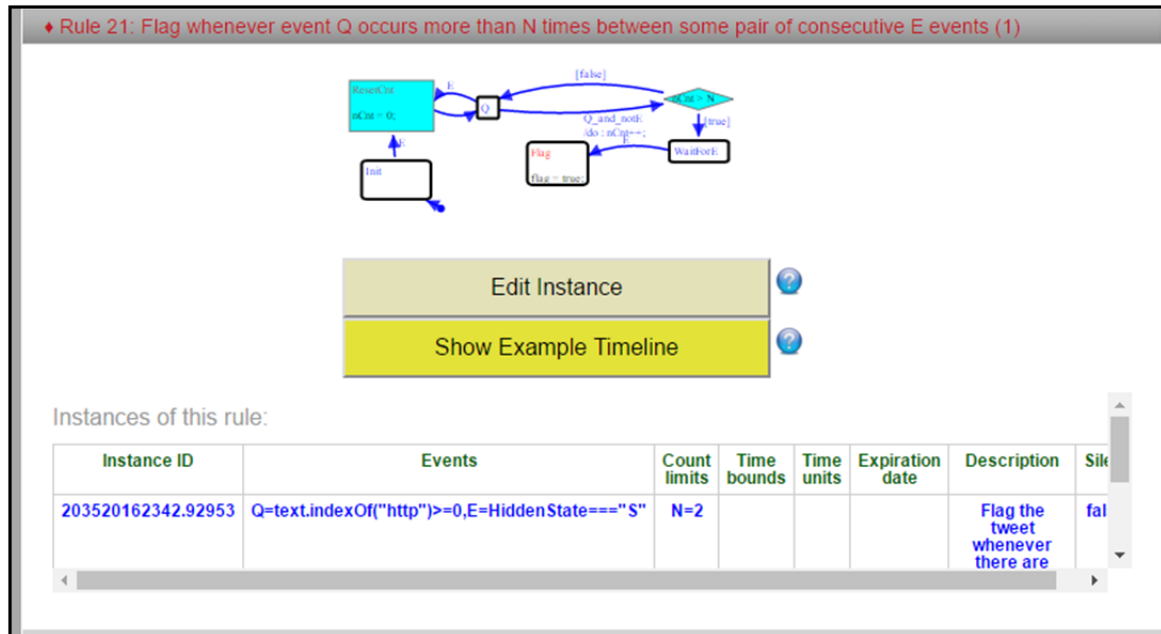 ♦ Rule 21: Flag whenever event Q occurs more than N times between some pair of consecutive E events (1)
[false]
ResetCnt
nCnt = 0;
E
Q
nCnt > N
Q_and_notE
/do : nCnt++;
[true]
E
E
Flag
flag = true;
WaitForE
Init
Edit Instance
?
Show Example Timeline
?
Instances of this rule:
Instance ID Events Count limits Time bounds Time units Expiration date Description
203520162342.92953 Q=text.indexOf("http")>=0,E=HiddenState==="S" N=2 Flag the
tweet
whenever
there are